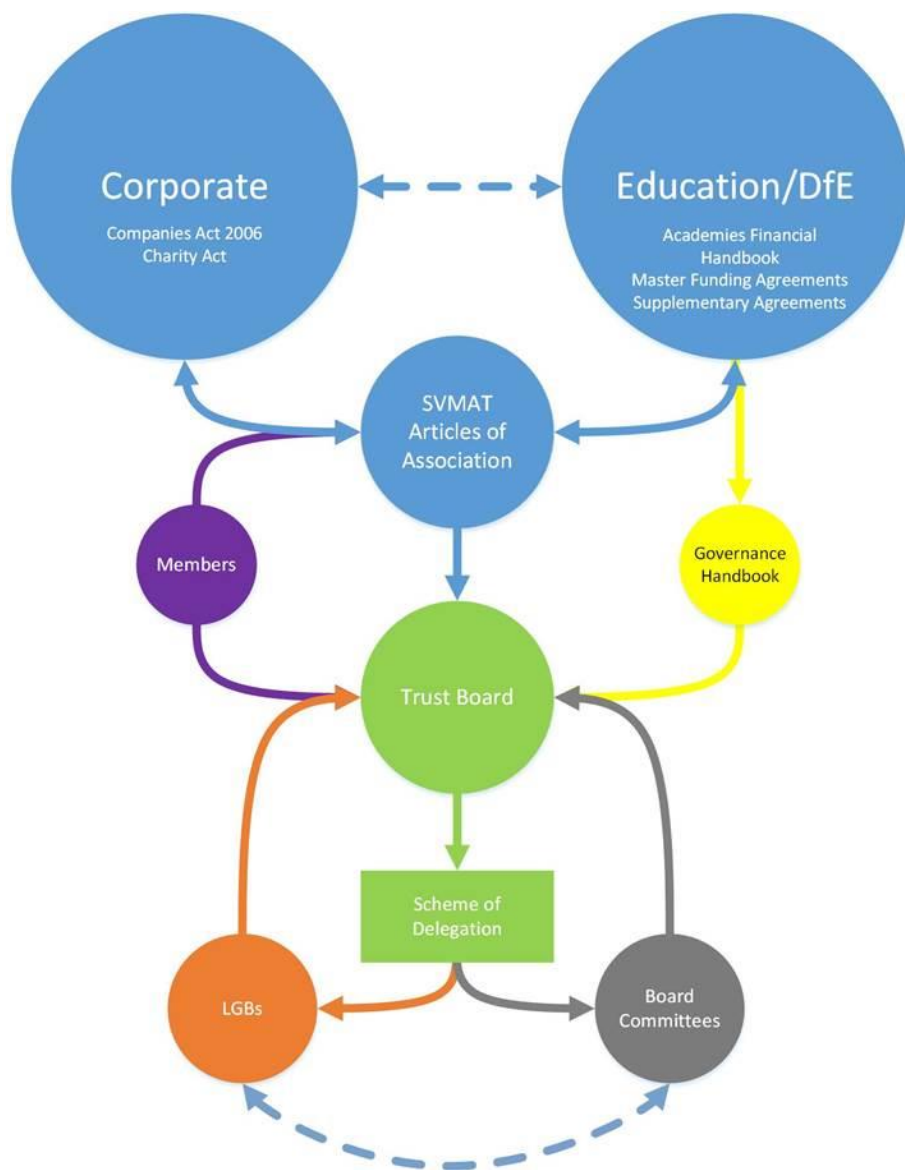 Corporate
Companies Act 2006
Charity Act
Education/DfE
Academies Financial
Handbook
Master Funding Agreements
Supplementary Agreements
SVMAT
Articles of
Association
Members
Governance
Handbook
Trust Board
Scheme of
Delegation
LGBs
Board
Committees